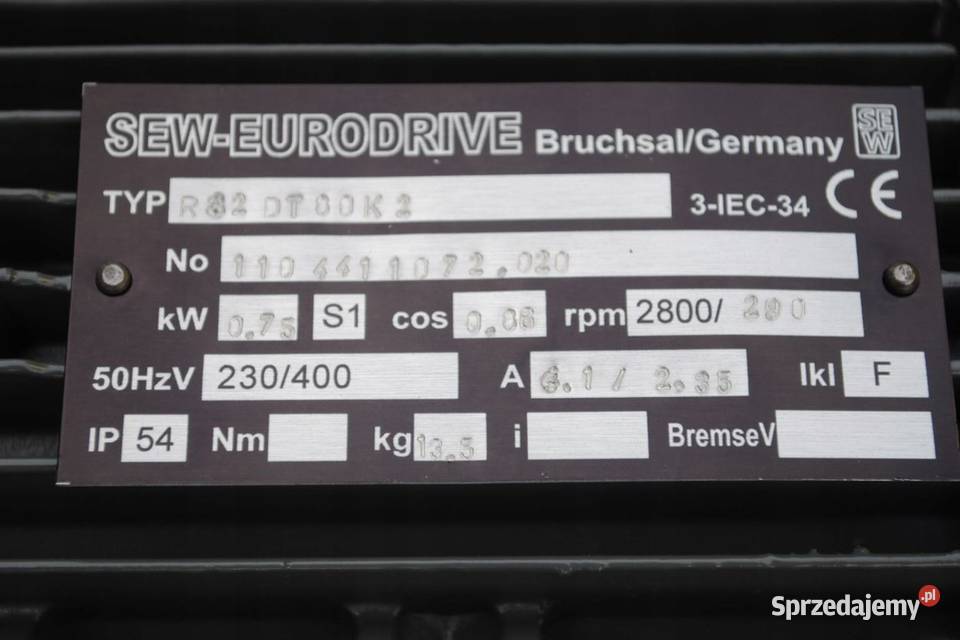 SEW-EURODRIVE Bruchsal/Germany SEW
TYP R82 DT80K2 3-IEC-34 CE
No 110 4411072.020
kW 0.75 S1 cos 0.86 rpm 2800/ 290
50HzV 230/400 A / 2.35 Ikl F
IP 54 Nm kg 13.5 i BremseV
Sprzedajemy.pl